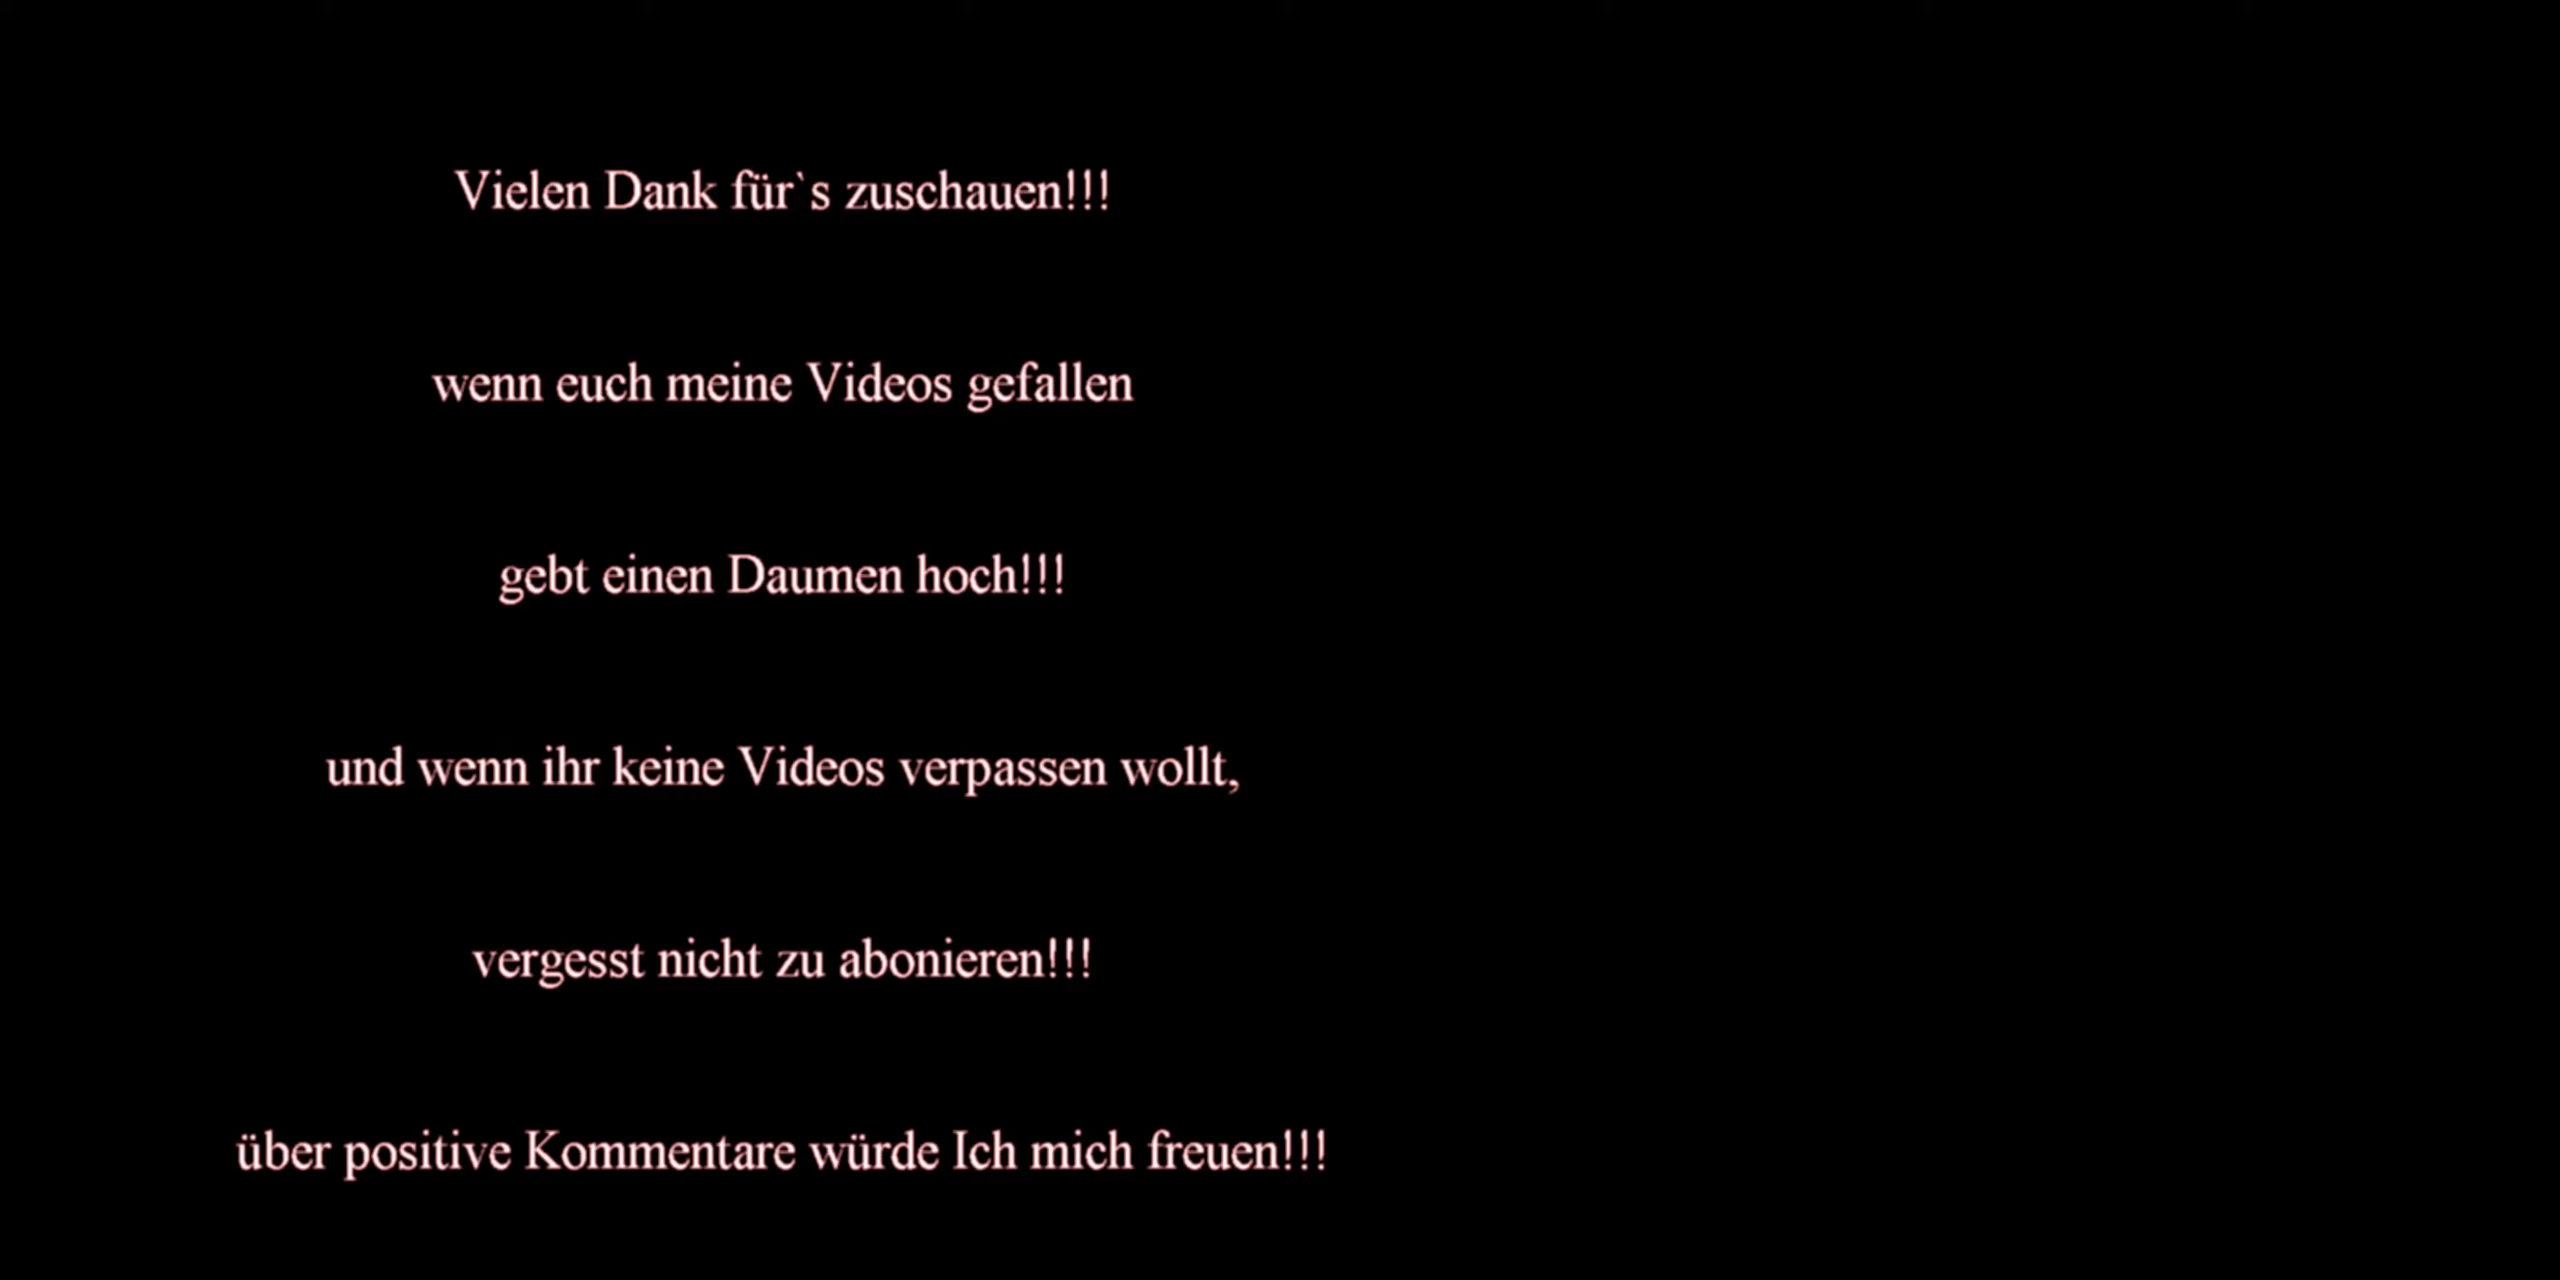 Vielen Dank für`s zuschauen!!!
wenn euch meine Videos gefallen
gebt einen Daumen hoch!!!
und wenn ihr keine Videos verpassen wollt,
vergesst nicht zu abonieren!!!
über positive Kommentare würde Ich mich freuen!!!